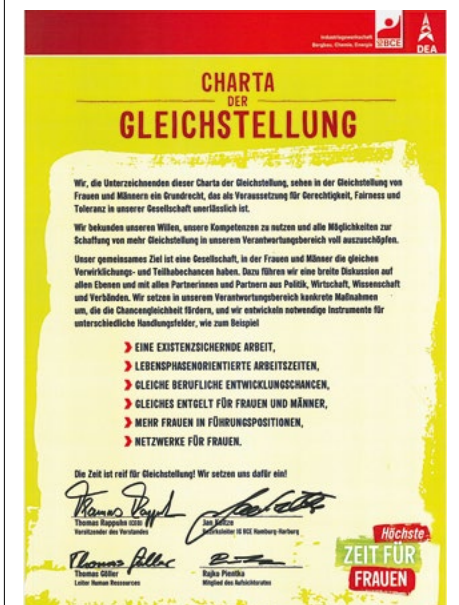 Industriegewerkschaft
Bergbau, Chemie, Energie
IGBCE
DEA
CHARTA
DER
GLEICHSTELLUNG
Wir, die Unterzeichnenden dieser Charta der Gleichstellung, sehen in der Gleichstellung von
Frauen und Männern ein Grundrecht, das als Voraussetzung für Gerechtigkeit, Fairness und
Toleranz in unserer Gesellschaft unerlässlich ist.
Wir bekunden unseren Willen, unsere Kompetenzen zu nutzen und alle Möglichkeiten zur
Schaffung von mehr Gleichstellung in unserem Verantwortungsbereich voll auszuschöpfen.
Unser gemeinsames Ziel ist eine Gesellschaft, in der Frauen und Männer die gleichen
Verwirklichungs- und Teilhabechancen haben. Dazu führen wir eine breite Diskussion auf
allen Ebenen und mit allen Partnerinnen und Partnern aus Politik, Wirtschaft, Wissenschaft
und Verbänden. Wir setzen in unserem Verantwortungsbereich konkrete Maßnahmen
um, die die Chancengleichheit fördern, und wir entwickeln notwendige Instrumente für
unterschiedliche Handlungsfelder, wie zum Beispiel
EINE EXISTENZSICHERNDE ARBEIT,
LEBENSPHASENORIENTIERTE ARBEITSZEITEN,
GLEICHE BERUFLICHE ENTWICKLUNGSCHANCEN,
GLEICHES ENTGELT FÜR FRAUEN UND MÄNNER,
MEHR FRAUEN IN FÜHRUNGSPOSITIONEN,
NETZWERKE FÜR FRAUEN.
Die Zeit ist reif für Gleichstellung! Wir setzen uns dafür ein!
Thomas Rappuhn
Vorsitzender des Vorstandes
Jan Koltze
Bezirksleiter IG BCE Hamburg-Harburg
Thomas Göller
Leiter Human Ressources
Rajko Pientka
Mitglied des Aufsichtsrates
Höchste
ZEIT FÜR
FRAUEN